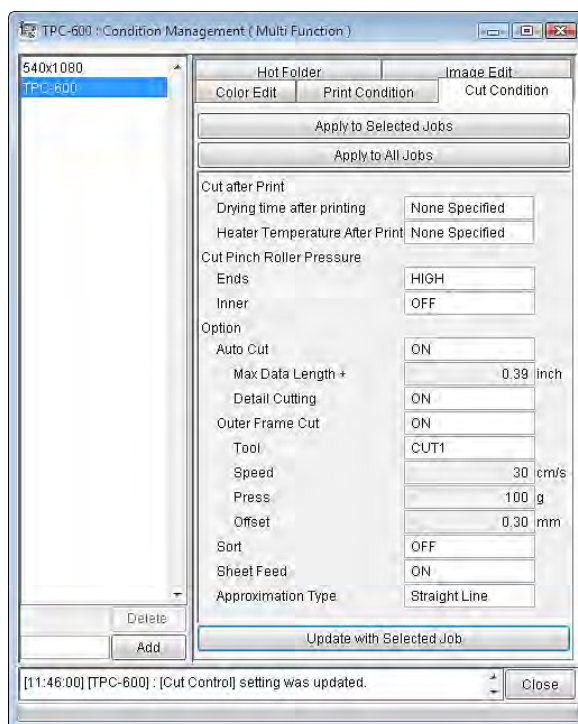 TPC-600 : Condition Management ( Multi Function )
540x1080
TPC-600
Hot Folder Image Edit
Color Edit Print Condition Cut Condition
Apply to Selected Jobs
Apply to All Jobs
Cut after Print
Drying time after printing None Specified
Heater Temperature After Print None Specified
Cut Pinch Roller Pressure
Ends HIGH
Inner OFF
Option
Auto Cut ON
Max Data Length + 0.39 inch
Detail Cutting ON
Outer Frame Cut ON
Tool CUT1
Speed 30 cm/s
Press 100 g
Offset 0.30 mm
Sort OFF
Sheet Feed ON
Approximation Type Straight Line
Delete
Add
Update with Selected Job
[11:46:00] [TPC-600] : [Cut Control] setting was updated.
Close